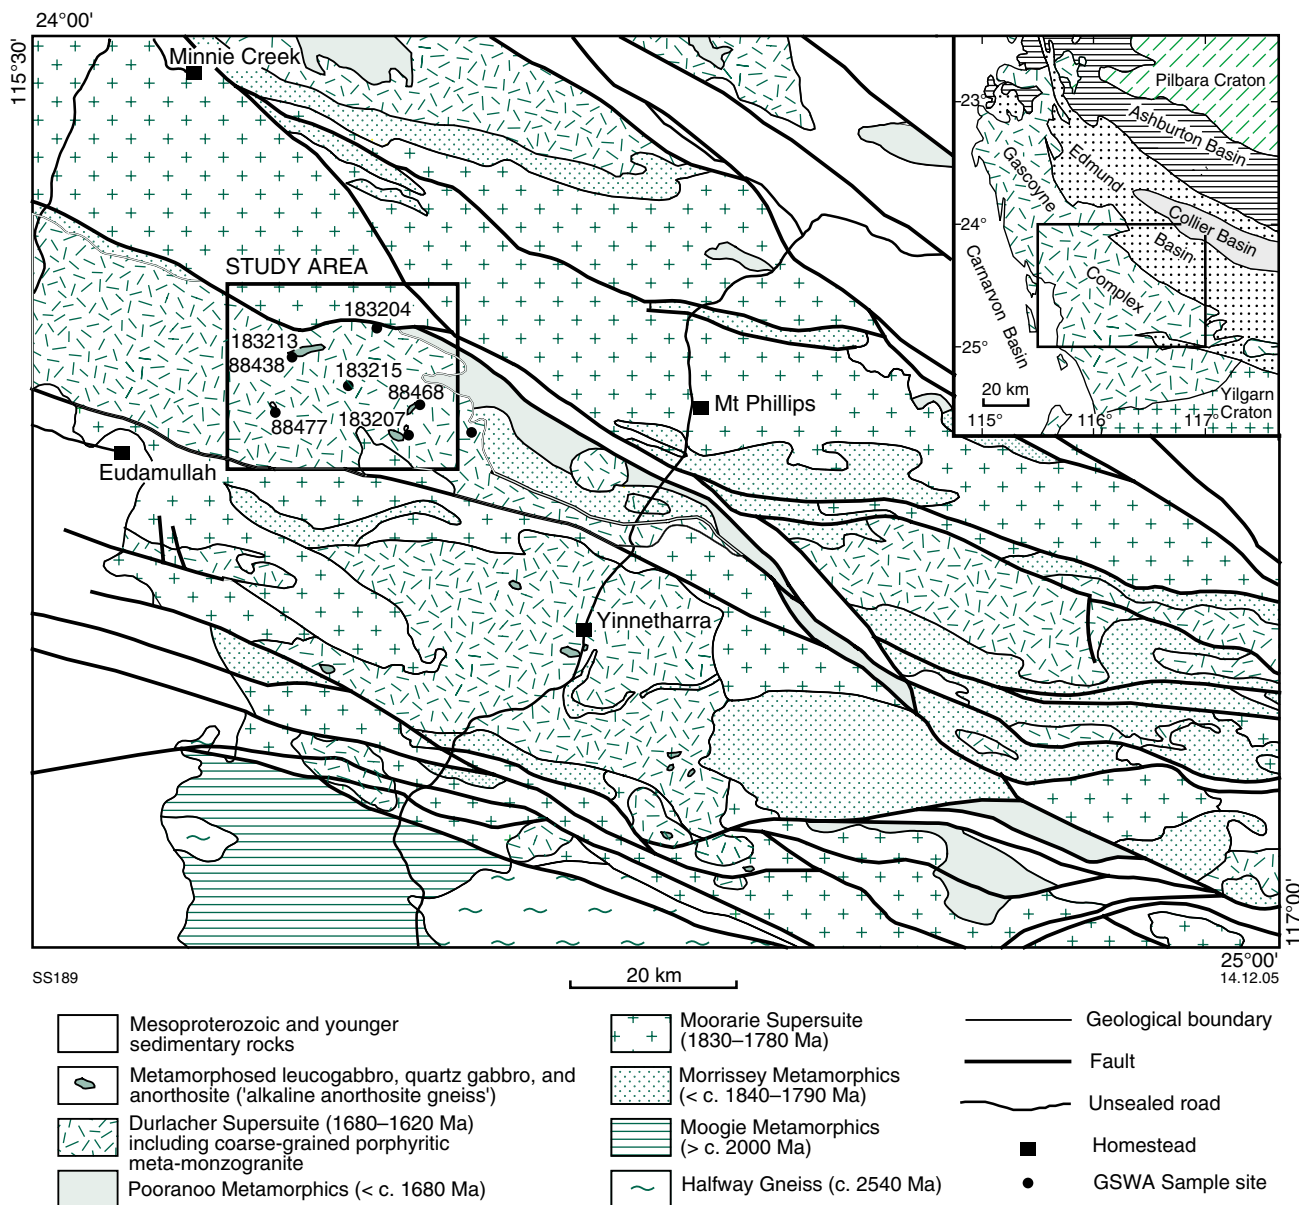 24°00'
115°30'
Minnie Creek
STUDY AREA
183204
183213
88438
183215
88468
88477
183207
Mt Phillips
Eudamullah
Yinnetharra
Pilbara Craton
Ashburton Basin
Edmund
Basin
Gascoyne
Complex
Collier Basin
Carnarvon Basin
Yilgarn
Craton
23°
24°
25°
20 km
115°
116°
117°
117°00'
25°00'
SS189
20 km
14.12.05
Mesoproterozoic and younger
sedimentary rocks
Metamorphosed leucogabbro, quartz gabbro, and
anorthosite ('alkaline anorthosite gneiss')
Durlacher Supersuite (1680–1620 Ma)
including coarse-grained porphyritic
meta-monzogranite
Pooranoo Metamorphics (< c. 1680 Ma)
Moorarie Supersuite
(1830–1780 Ma)
Morrissey Metamorphics
(< c. 1840–1790 Ma)
Moogie Metamorphics
(> c. 2000 Ma)
Halfway Gneiss (c. 2540 Ma)
Geological boundary
Fault
Unsealed road
Homestead
GSWA Sample site